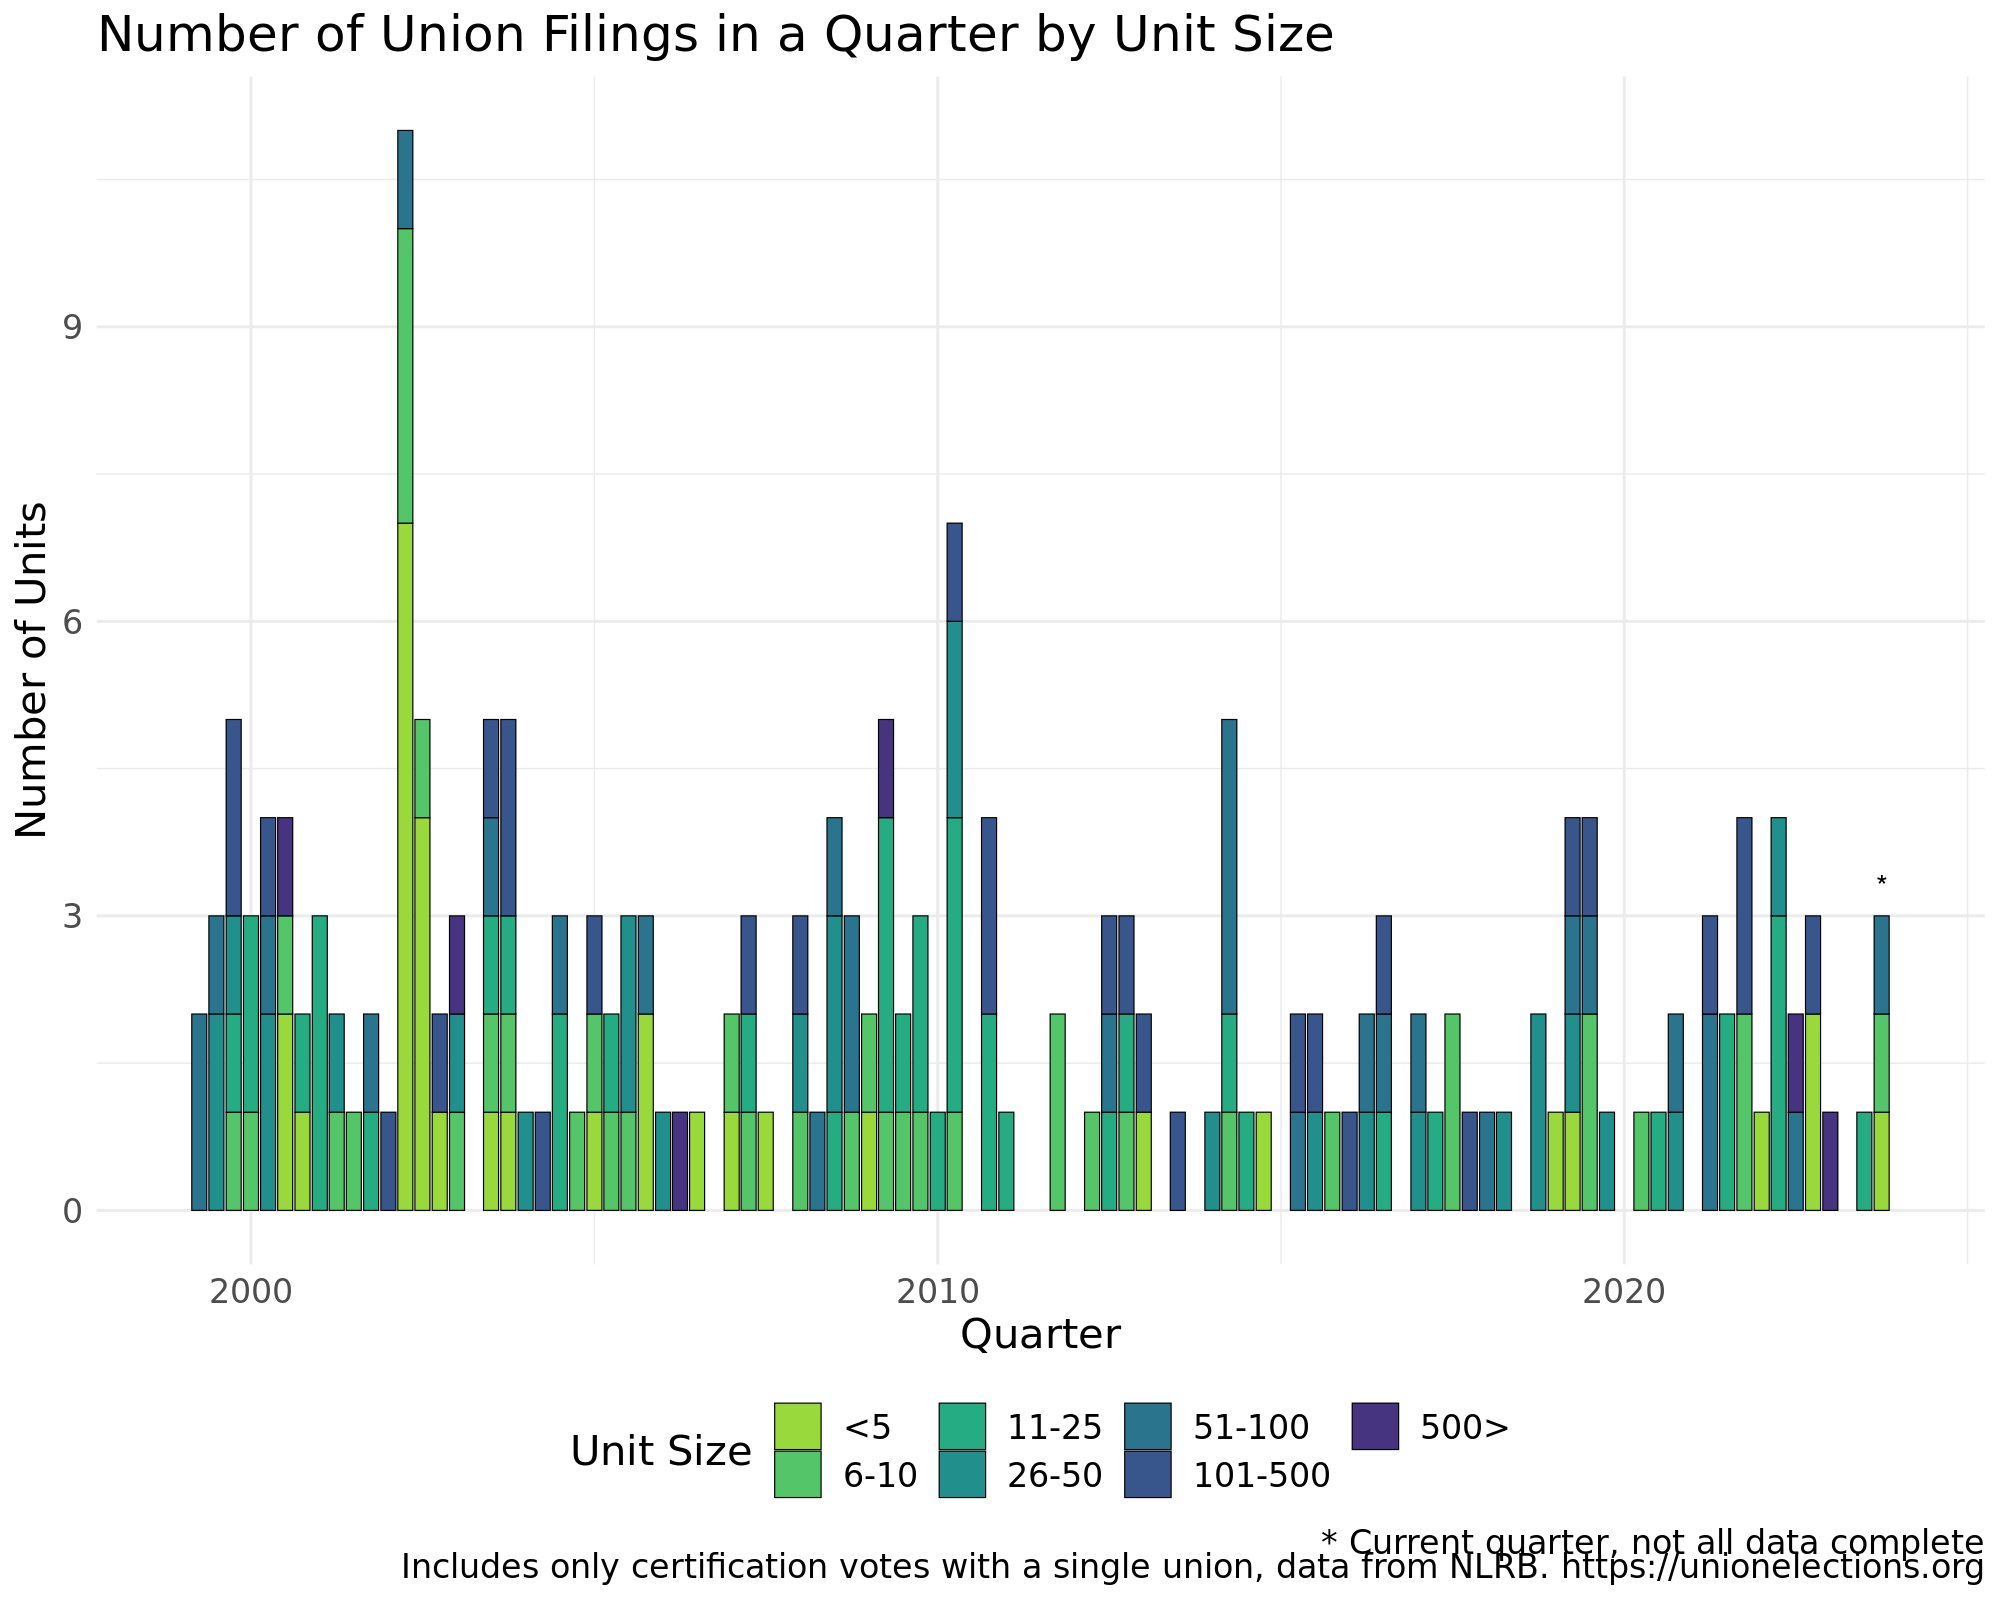 Number of Union Filings in a Quarter by Unit Size
Number of Units
9
6
3
0
*
2000
2010
2020
Quarter
Unit Size
<5
11-25
51-100
500>
6-10
26-50
101-500
* Current quarter, not all data complete
Includes only certification votes with a single union, data from NLRB. https://unionelections.org